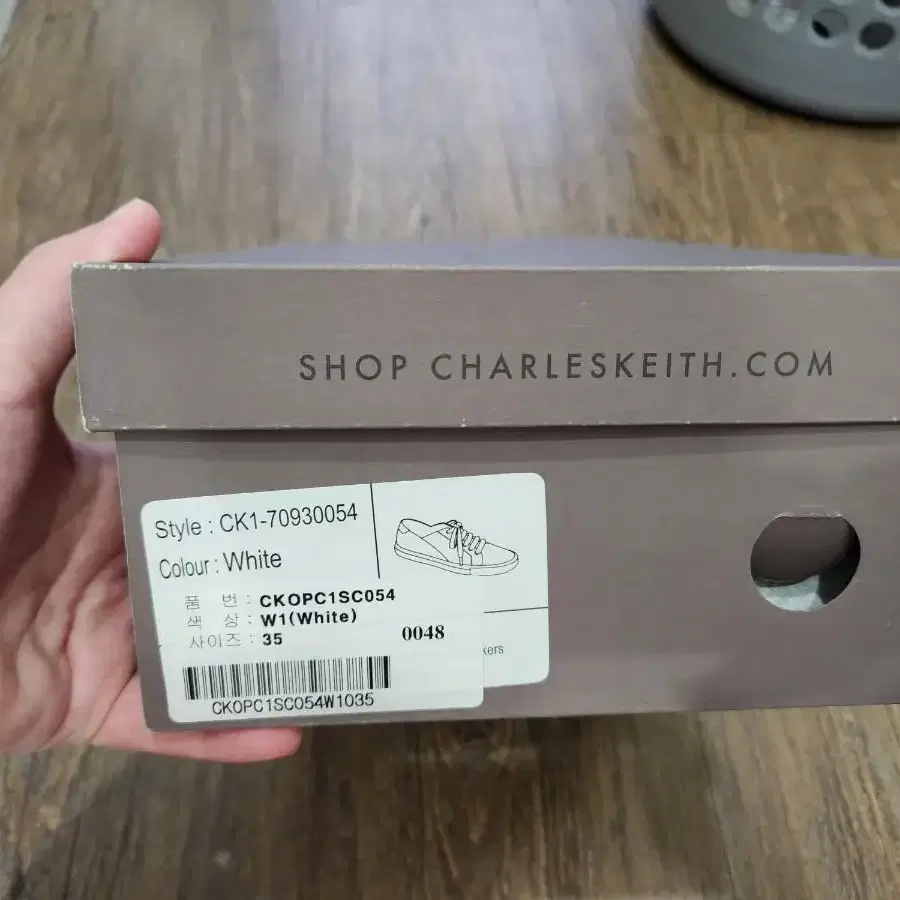 SHOP CHARLESKEITH.COM
Style : CK1-70930054
Colour : White
품 번 : CKOPC1SC054
색 상 : W1(White)
사이즈 : 35
0048
kers
CKOPC1SC054W1035